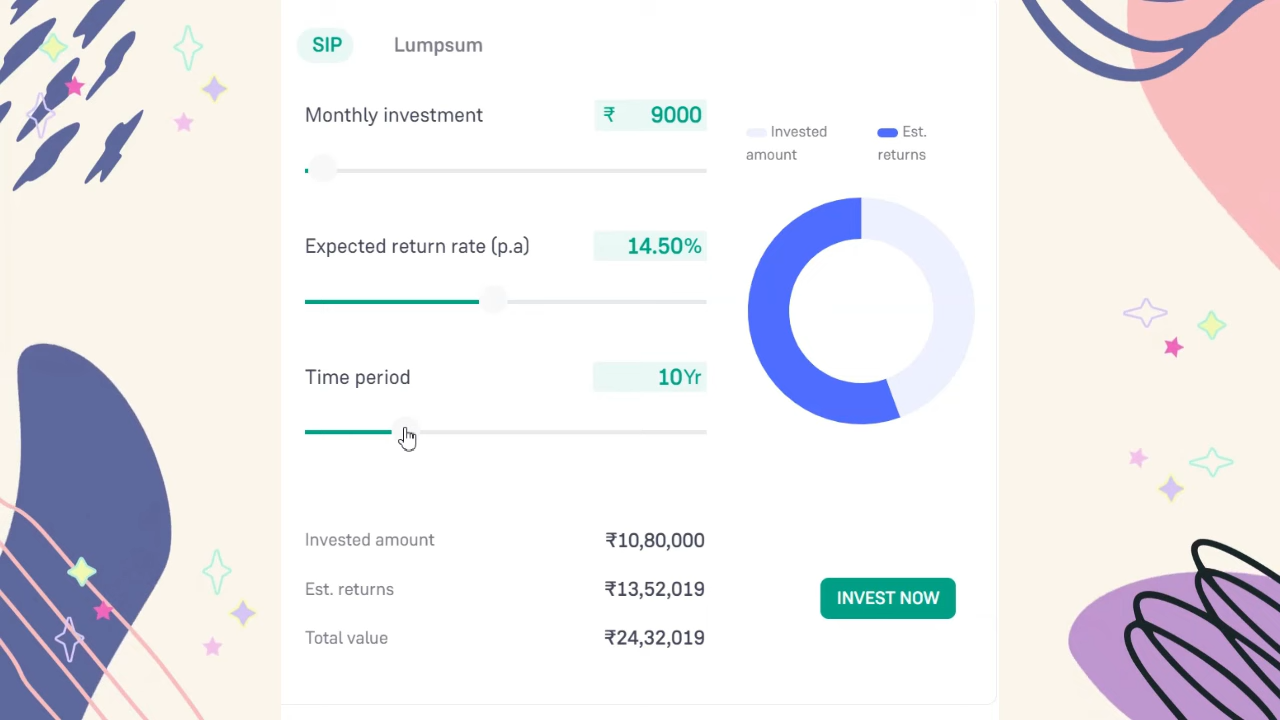 SIP Lumpsum
Monthly investment ₹ 9000
Expected return rate (p.a) 14.50%
Time period 10Yr
Invested amount ₹10,80,000
Est. returns ₹13,52,019
Total value ₹24,32,019
Invested
amount
Est.
returns
INVEST NOW